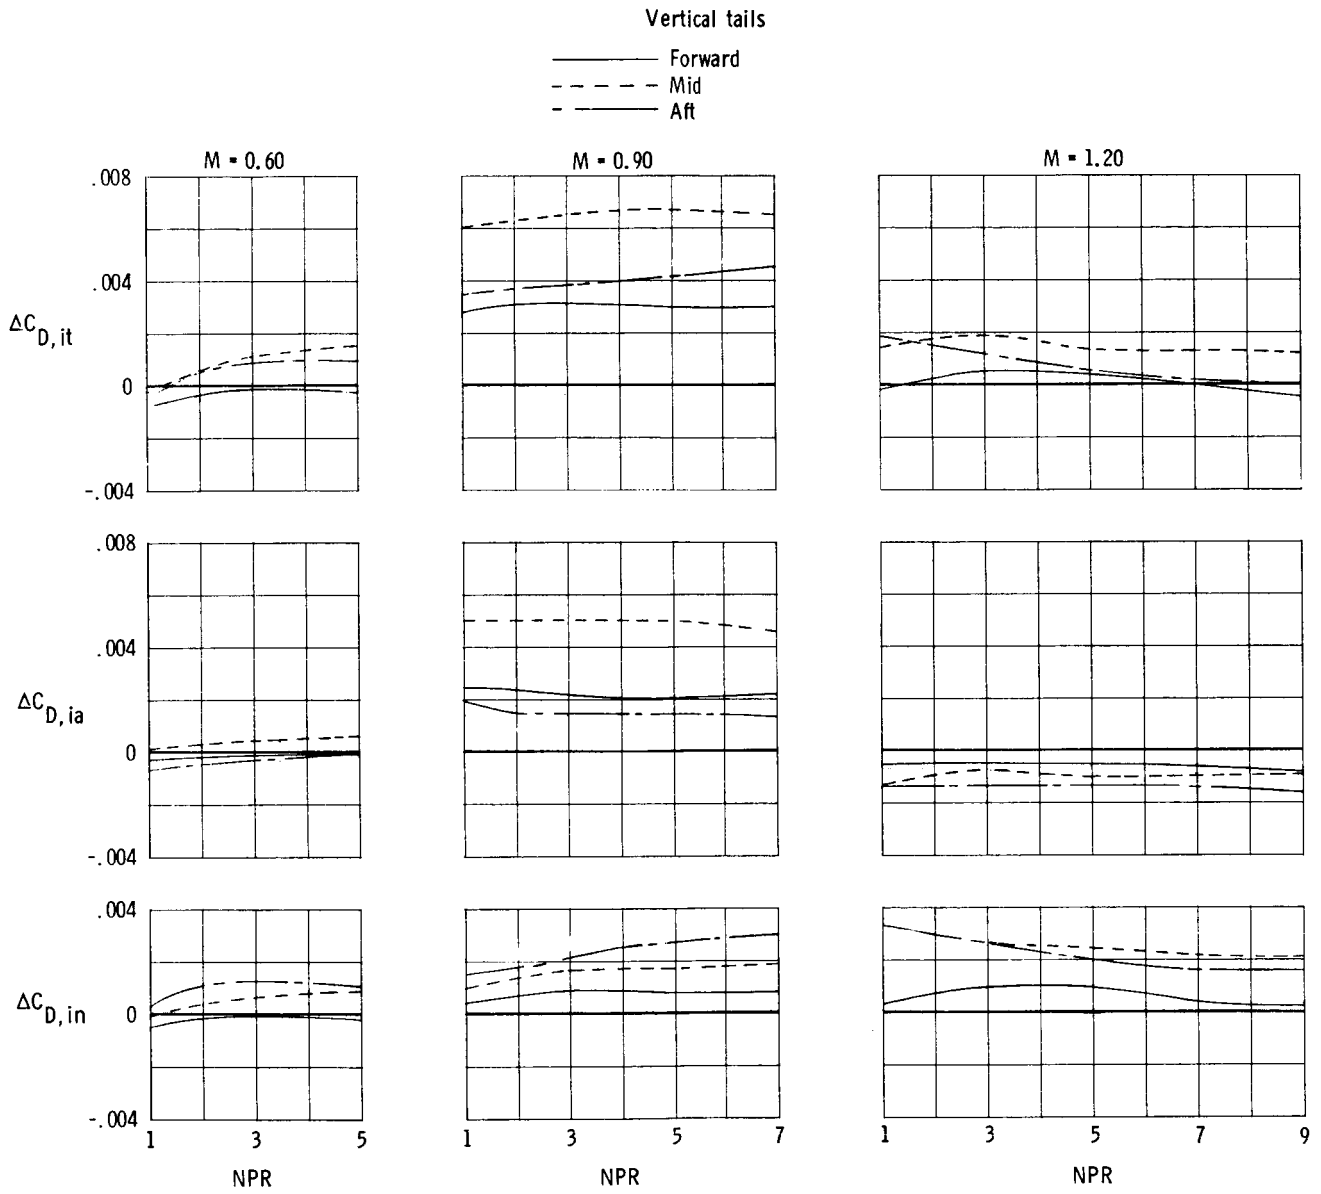 Vertical tails
Forward
Mid
Aft
M = 0.60
M = 0.90
M = 1.20
.008
.004
0
-.004
ΔC_D,it
.008
.004
0
-.004
ΔC_D,ia
.004
0
-.004
ΔC_D,in
1 3 5
1 3 5 7
1 3 5 7 9
NPR
NPR
NPR